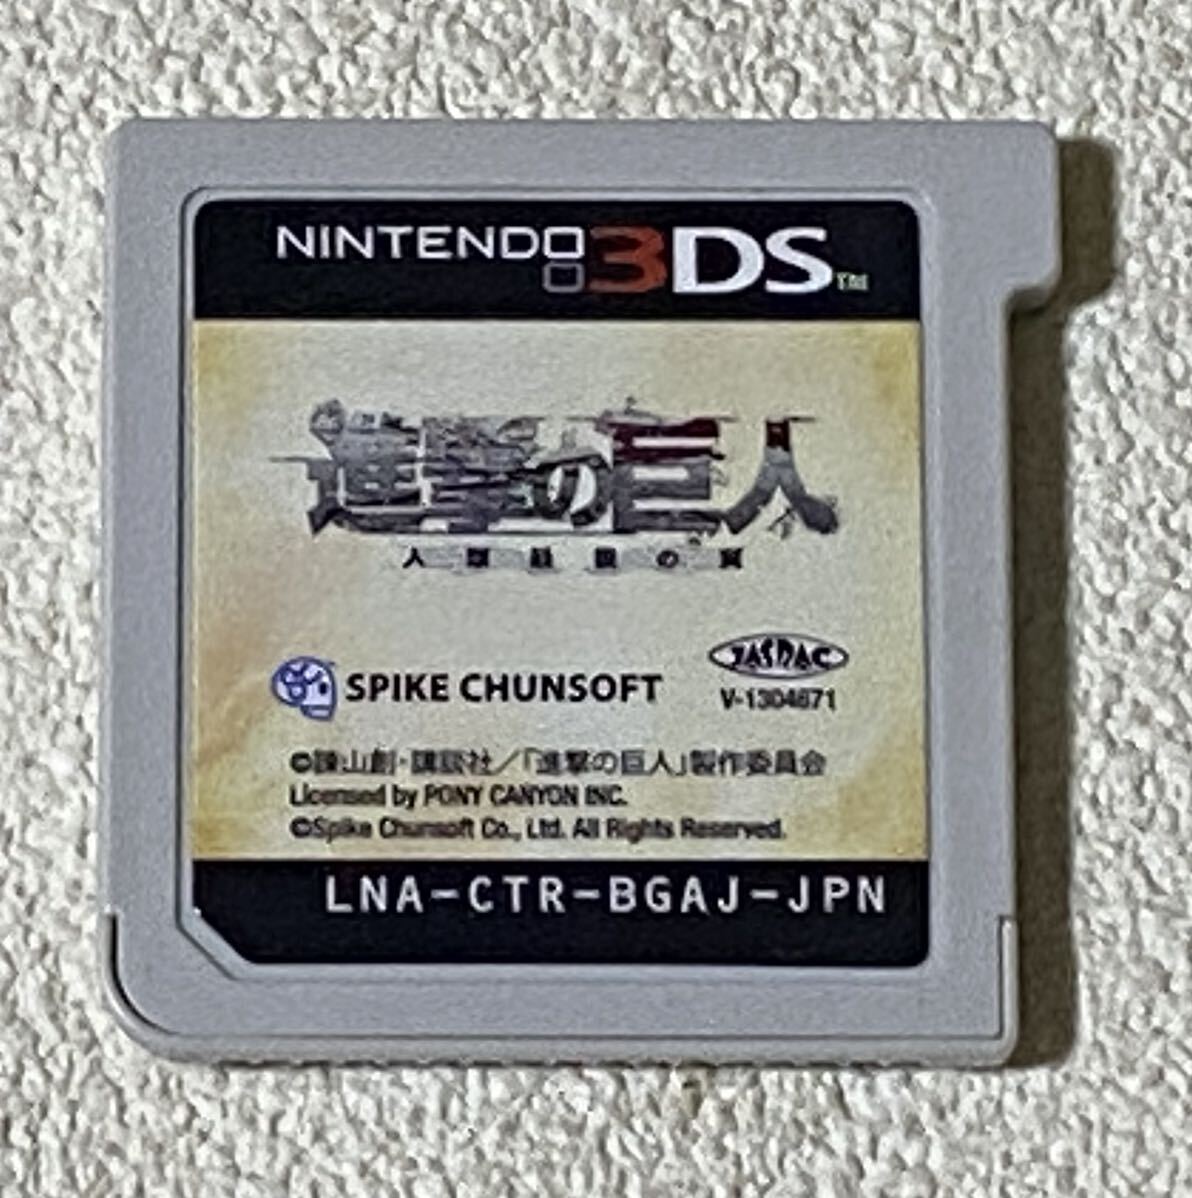 NINTENDO 3DS™
進撃の巨人
人類最後の翼
SPIKE CHUNSOFT
JASRAC
V-1304671
©諫山創・講談社／「進撃の巨人」製作委員会
Licensed by PONY CANYON INC.
©Spike Chunsoft Co., Ltd. All Rights Reserved.
LNA-CTR-BGAJ-JPN